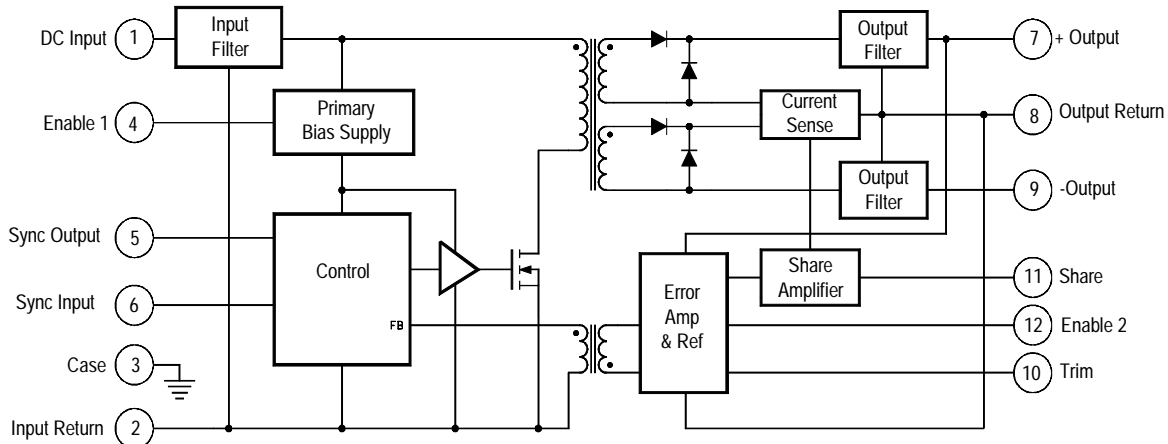 DC Input
1
Input
Filter
Output
Filter
7
+ Output
Enable 1
4
Primary
Bias Supply
Current
Sense
8
Output Return
Output
Filter
9
-Output
Sync Output
5
Control
FB
Sync Input
6
Error
Amp
& Ref
Share
Amplifier
11
Share
12
Enable 2
Case
3
10
Trim
Input Return
2